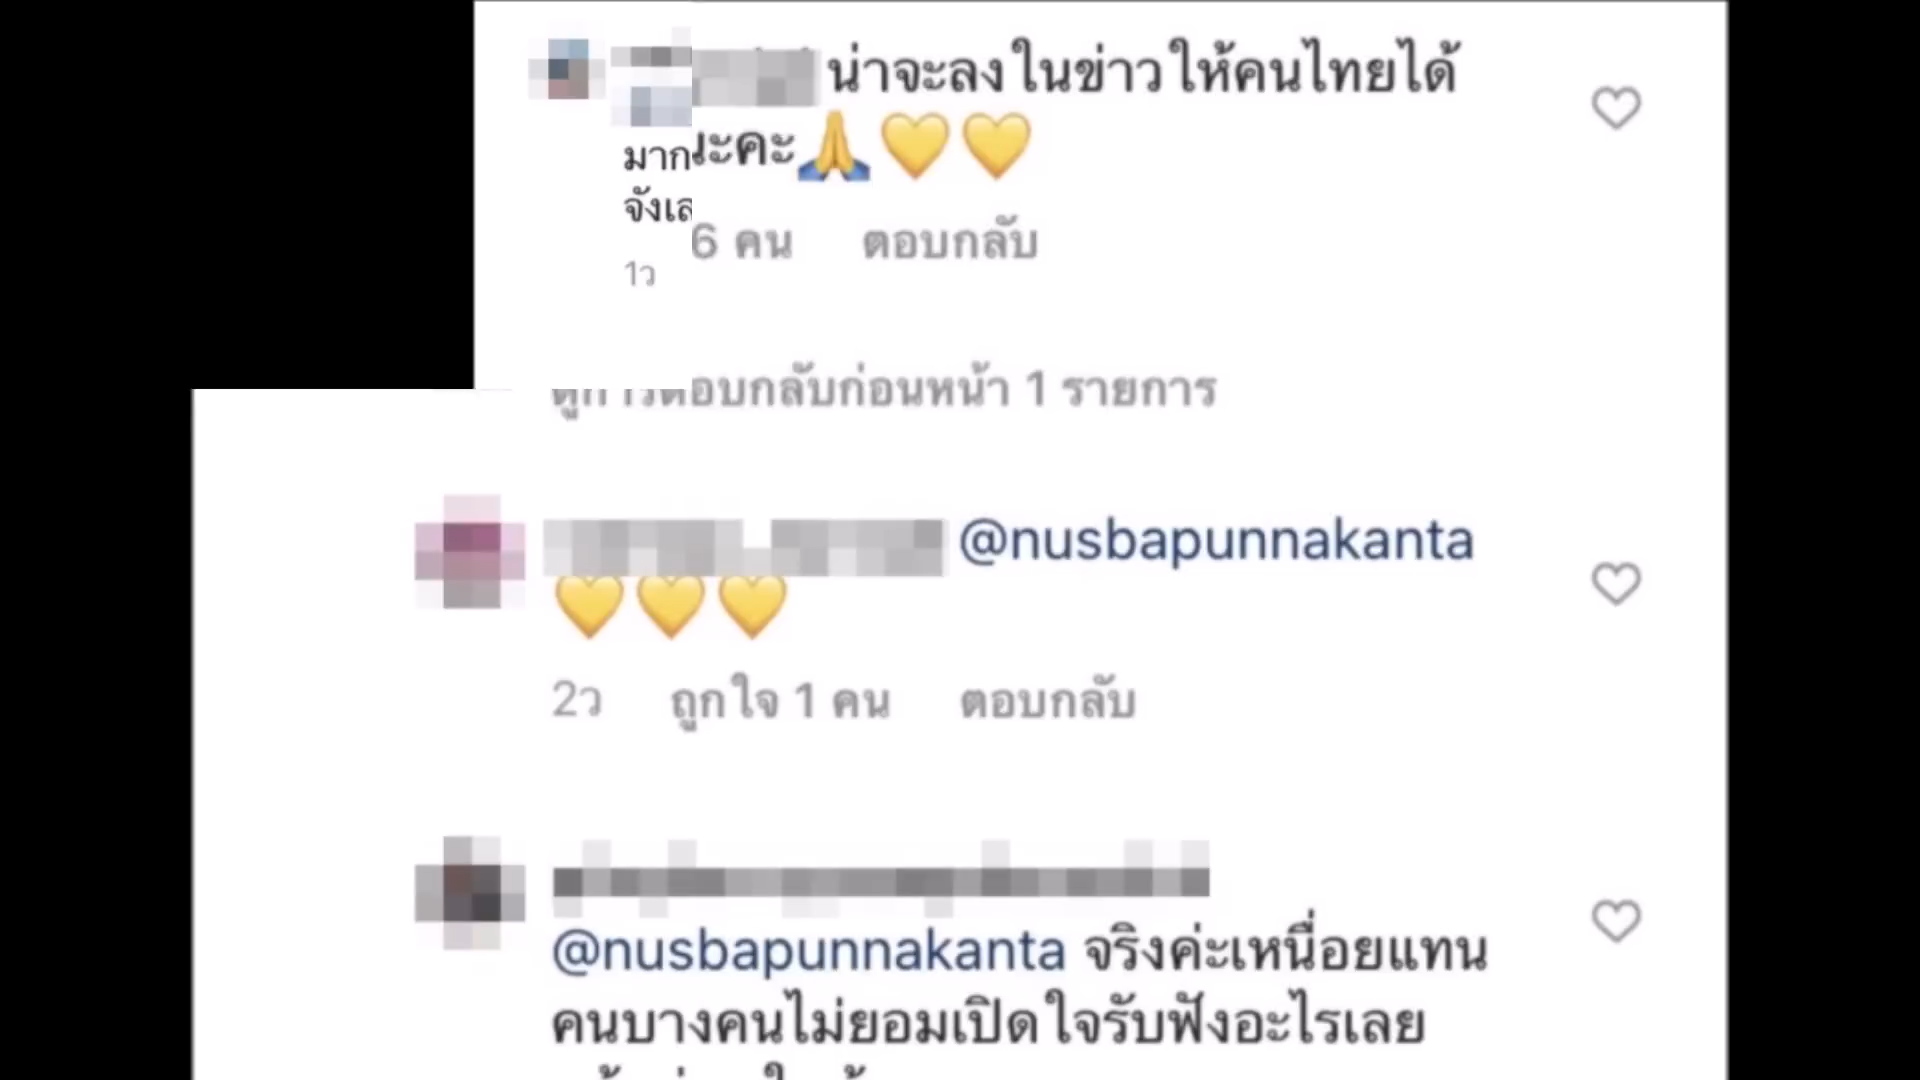 น่าจะลงในข่าวให้คนไทยได้
นะคะ🙏💛💛
มาก
6 คน ตอบกลับ
1ว
ดูการตอบกลับก่อนหน้า 1 รายการ
@nusbapunnakanta
💛💛💛
2ว ถูกใจ 1 คน ตอบกลับ
@nusbapunnakanta จริงค่ะเหนื่อยแทน
คนบางคนไม่ยอมเปิดใจรับฟังอะไรเลย